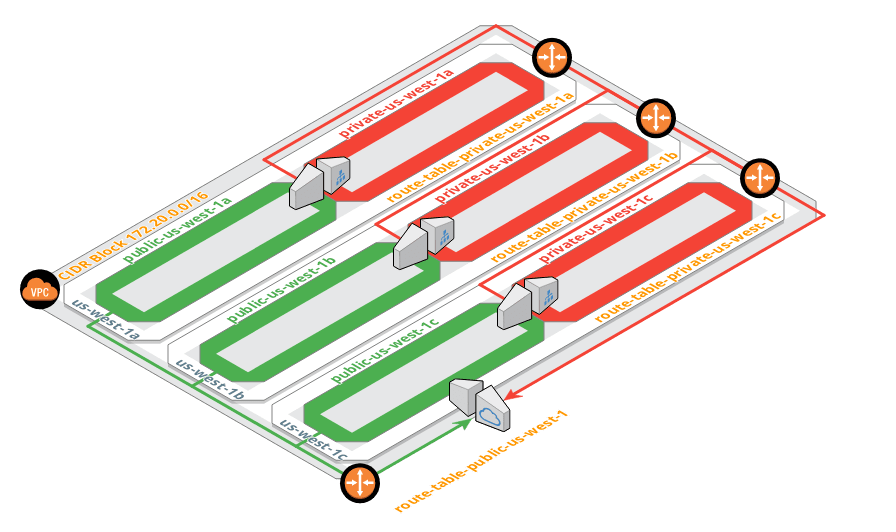 private-us-west-1a
route-table-private-us-west-1a
private-us-west-1b
route-table-private-us-west-1b
private-us-west-1c
route-table-private-us-west-1c
CIDR Block 172.20.0.0/16
VPC
public-us-west-1a
us-west-1a
public-us-west-1b
us-west-1b
public-us-west-1c
us-west-1c
route-table-public-us-west-1